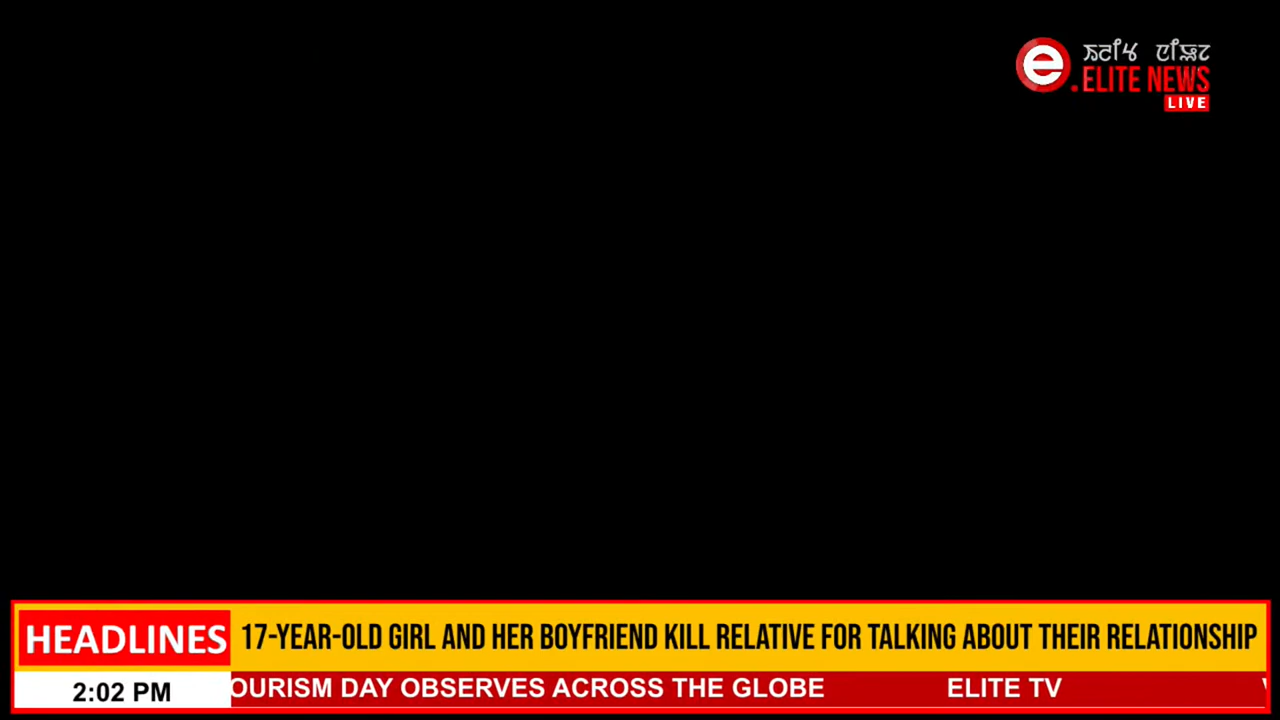 e
.ELITE NEWS
LIVE
HEADLINES 17-YEAR-OLD GIRL AND HER BOYFRIEND KILL RELATIVE FOR TALKING ABOUT THEIR RELATIONSHIP
2:02 PM OURISM DAY OBSERVES ACROSS THE GLOBE ELITE TV